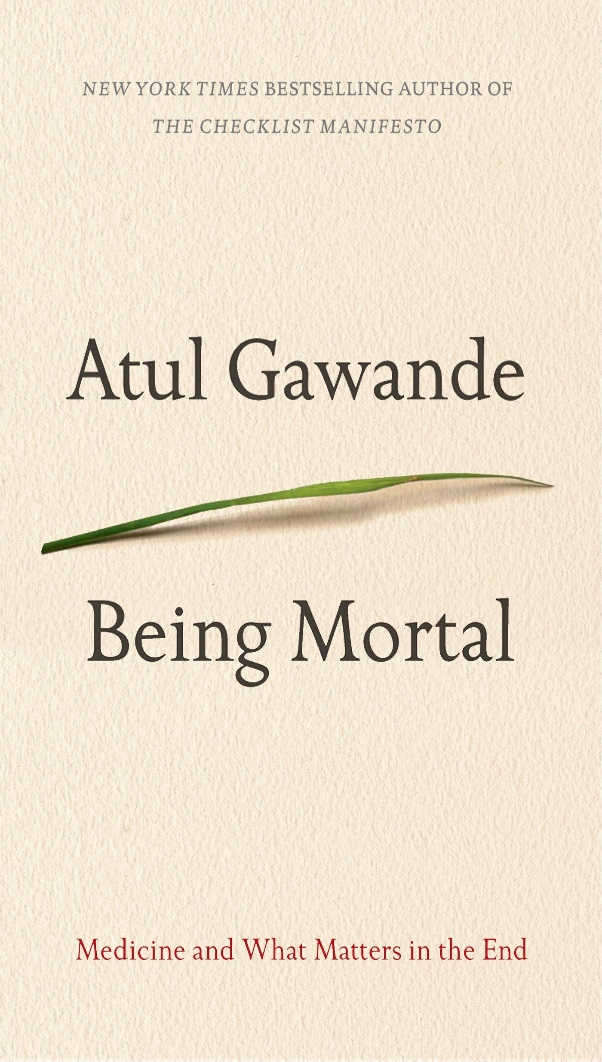 NEW YORK TIMES BESTSELLING AUTHOR OF
THE CHECKLIST MANIFESTO
Atul Gawande
Being Mortal
Medicine and What Matters in the End